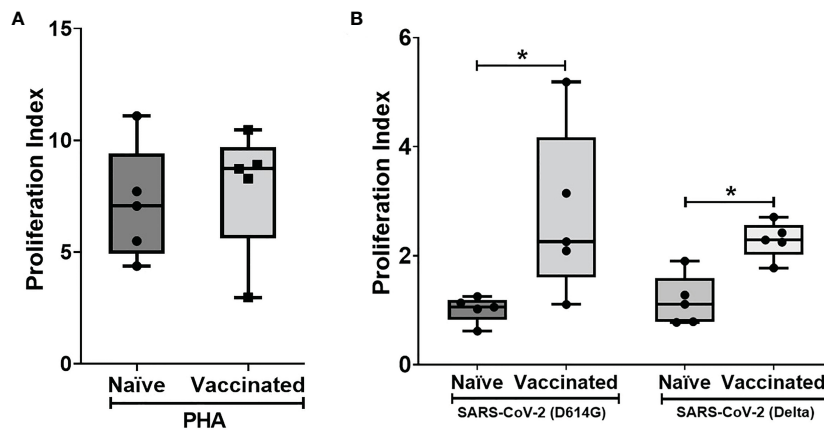 A
Proliferation Index
15
10
5
0
Naïve Vaccinated
PHA
B
Proliferation Index
6
4
2
0
*
*
Naïve Vaccinated Naïve Vaccinated
SARS-CoV-2 (D614G) SARS-CoV-2 (Delta)